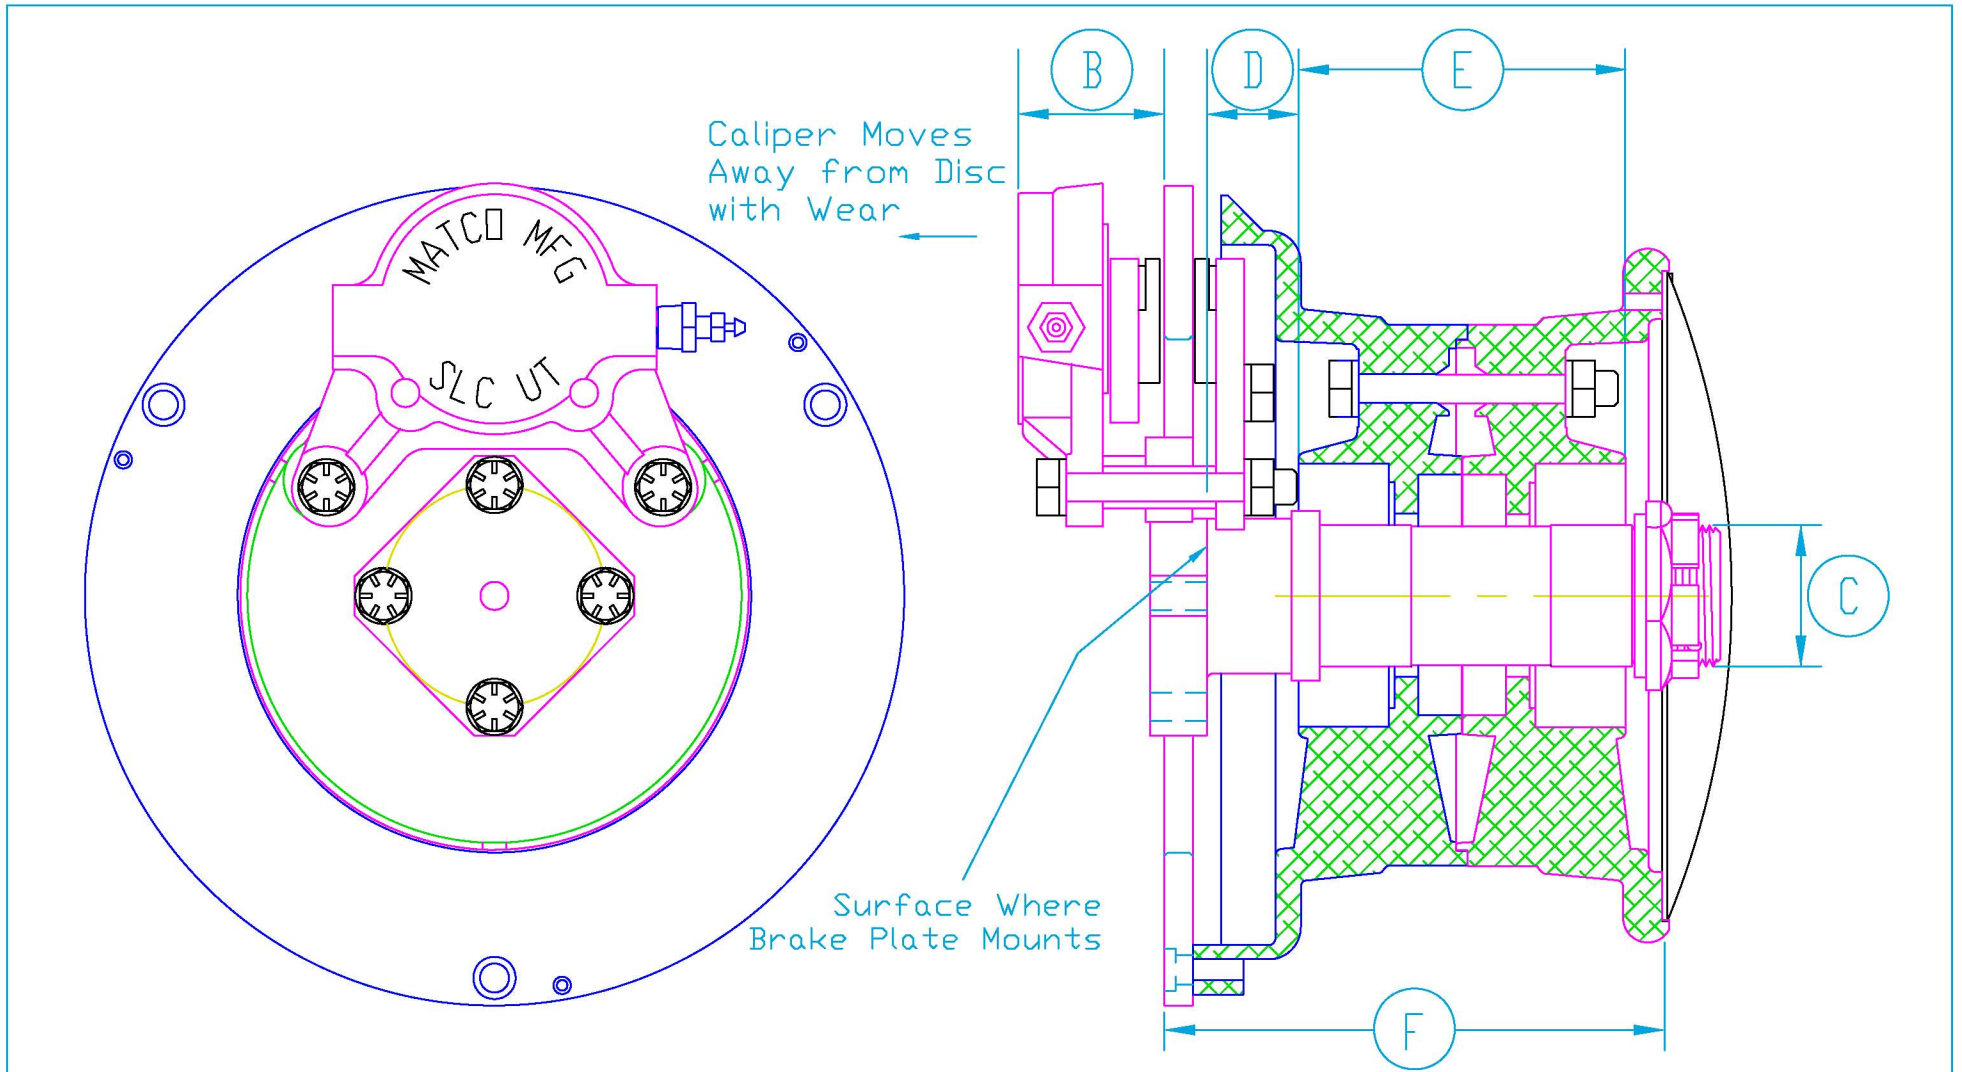 B
D
E
Caliper Moves
Away from Disc
with Wear
MATCO MFG
SLC UT
C
Surface Where
Brake Plate Mounts
F